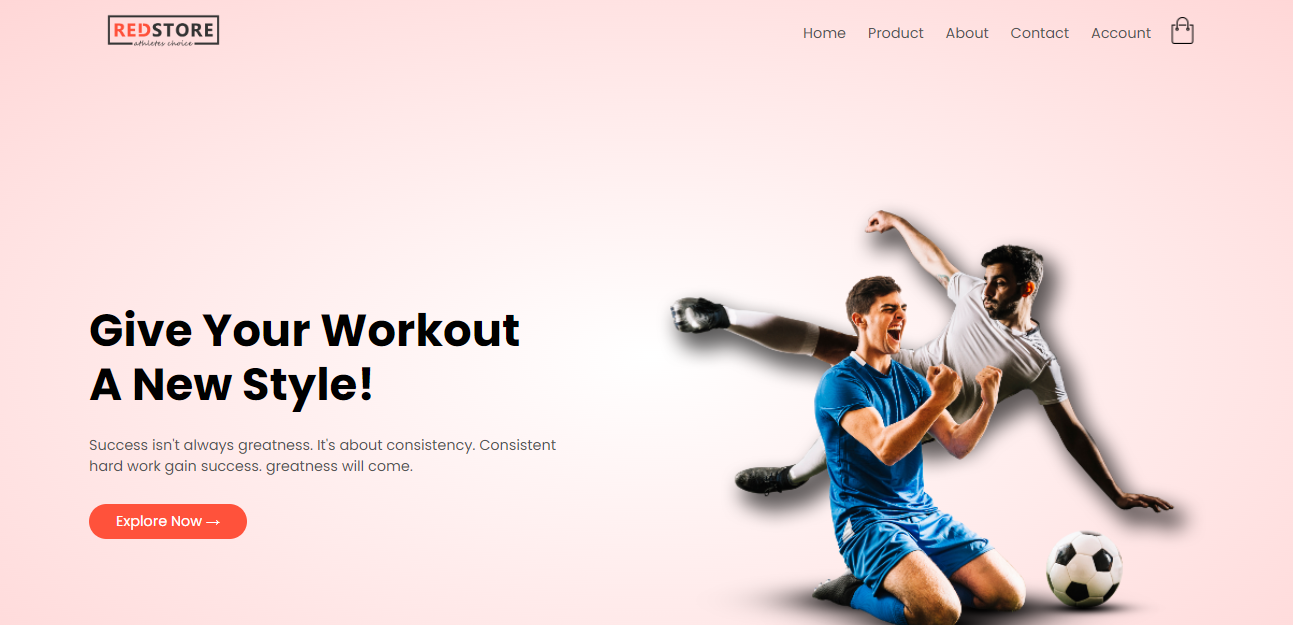 REDSTORE
athletes choice
Home Product About Contact Account
Give Your Workout
A New Style!
Success isn't always greatness. It's about consistency. Consistent
hard work gain success. greatness will come.
Explore Now →